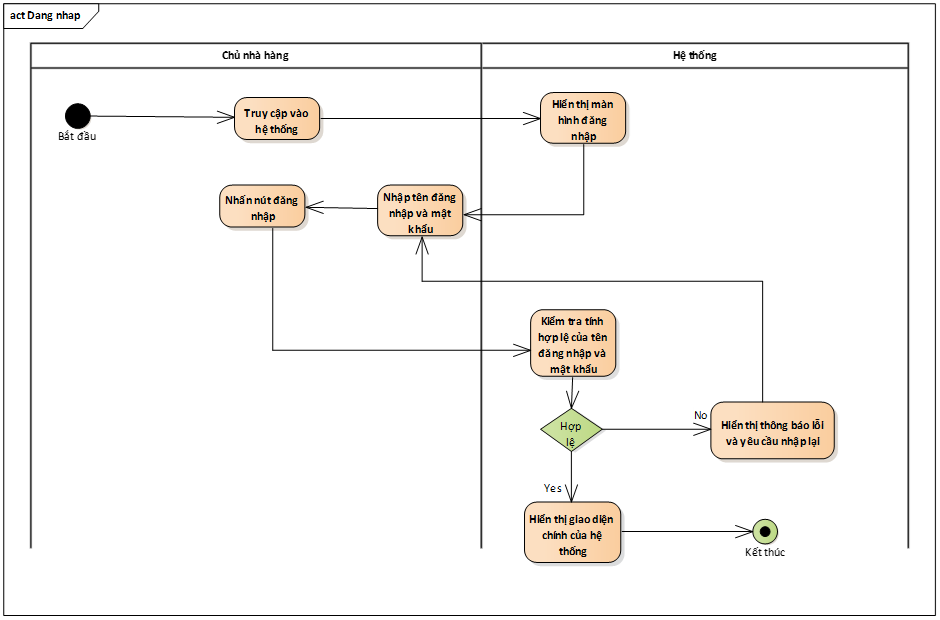 act Dang nhap
Chủ nhà hàng
Hệ thống
Bắt đầu
Truy cập vào
hệ thống
Hiển thị màn
hình đăng
nhập
Nhấn nút đăng
nhập
Nhập tên đăng
nhập và mật
khẩu
Kiểm tra tính
hợp lệ của tên
đăng nhập và
mật khẩu
Hợp
lệ
No
Hiển thị thông báo lỗi
và yêu cầu nhập lại
Yes
Hiển thị giao diện
chính của hệ
thống
Kết thúc